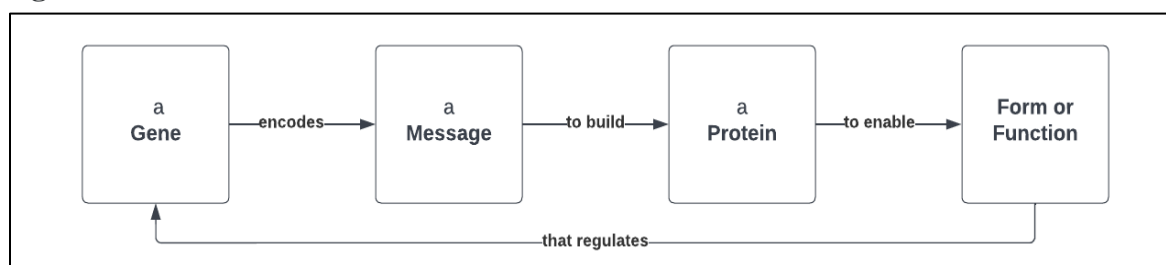 a
Gene
encodes
a
Message
to build
a
Protein
to enable
Form or
Function
that regulates